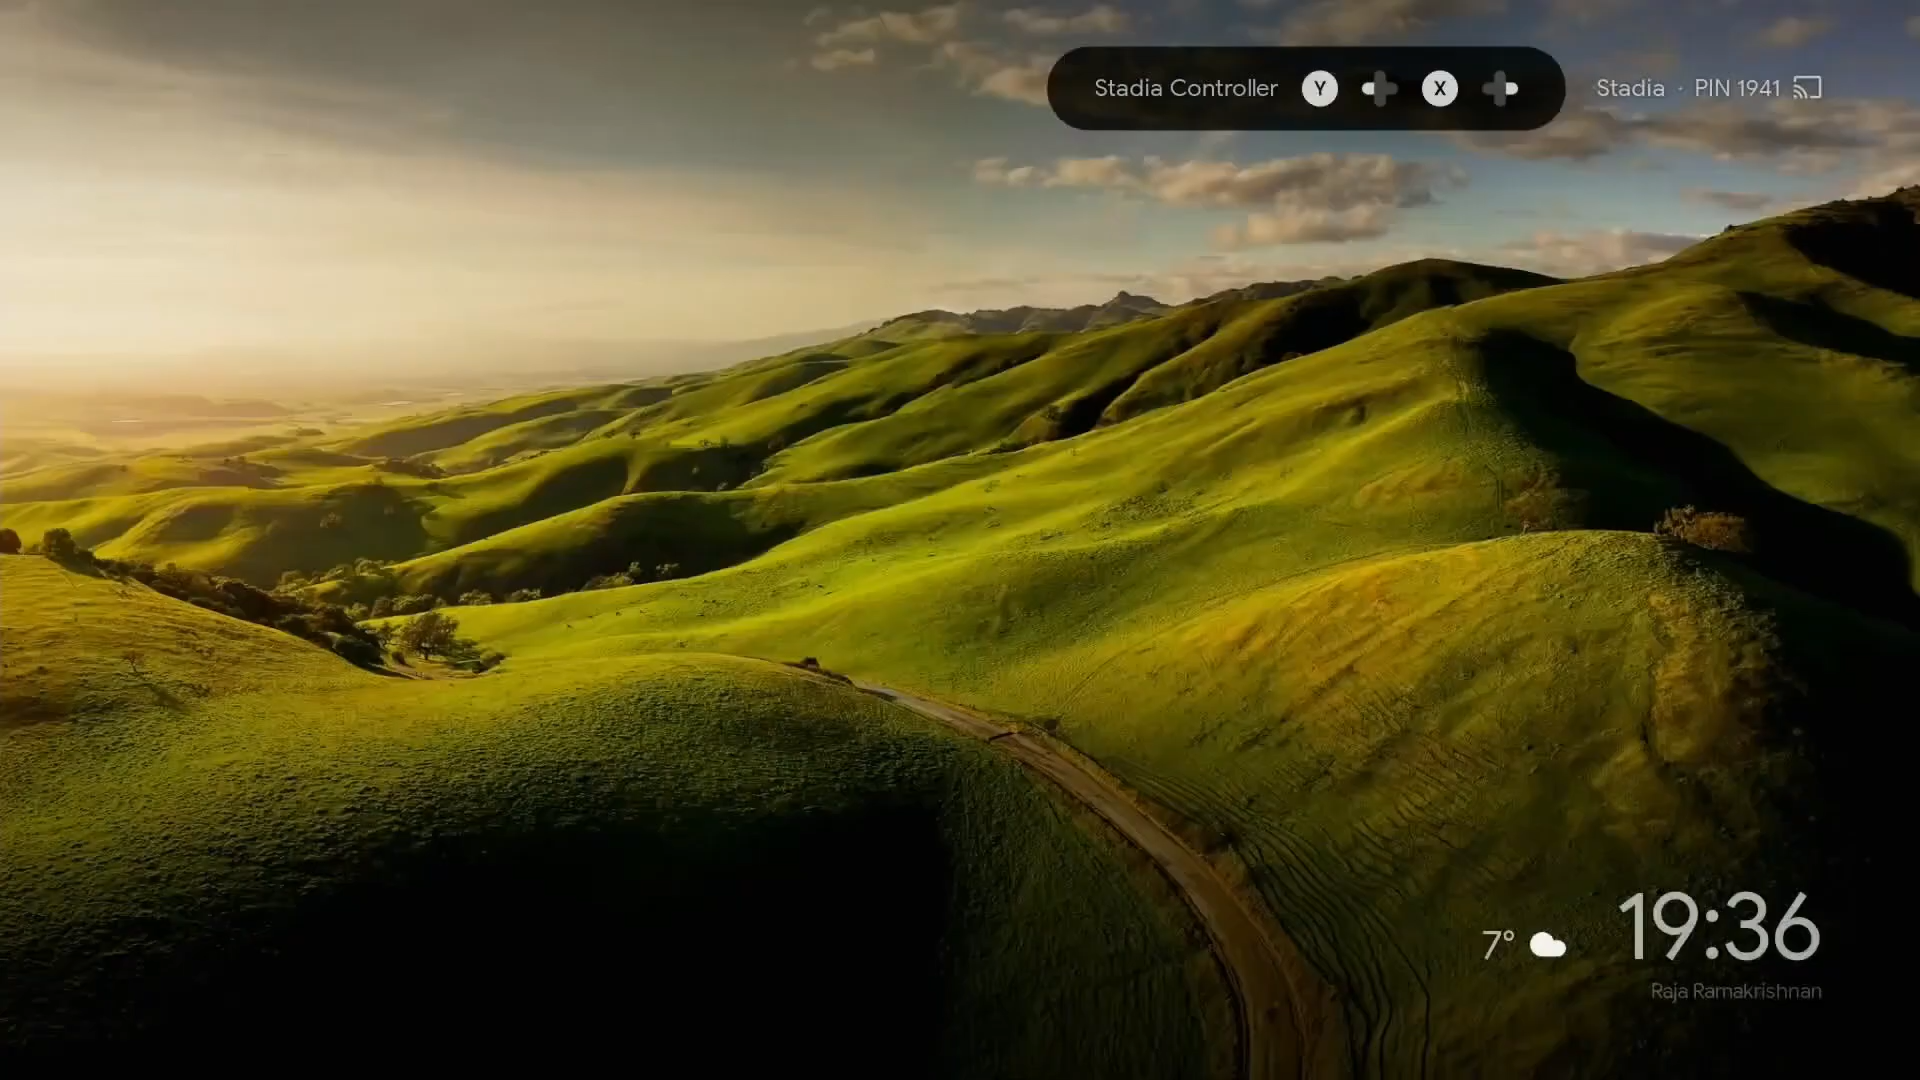 Stadia Controller Y X
Stadia · PIN 1941
7° 19:36
Raja Ramakrishnan